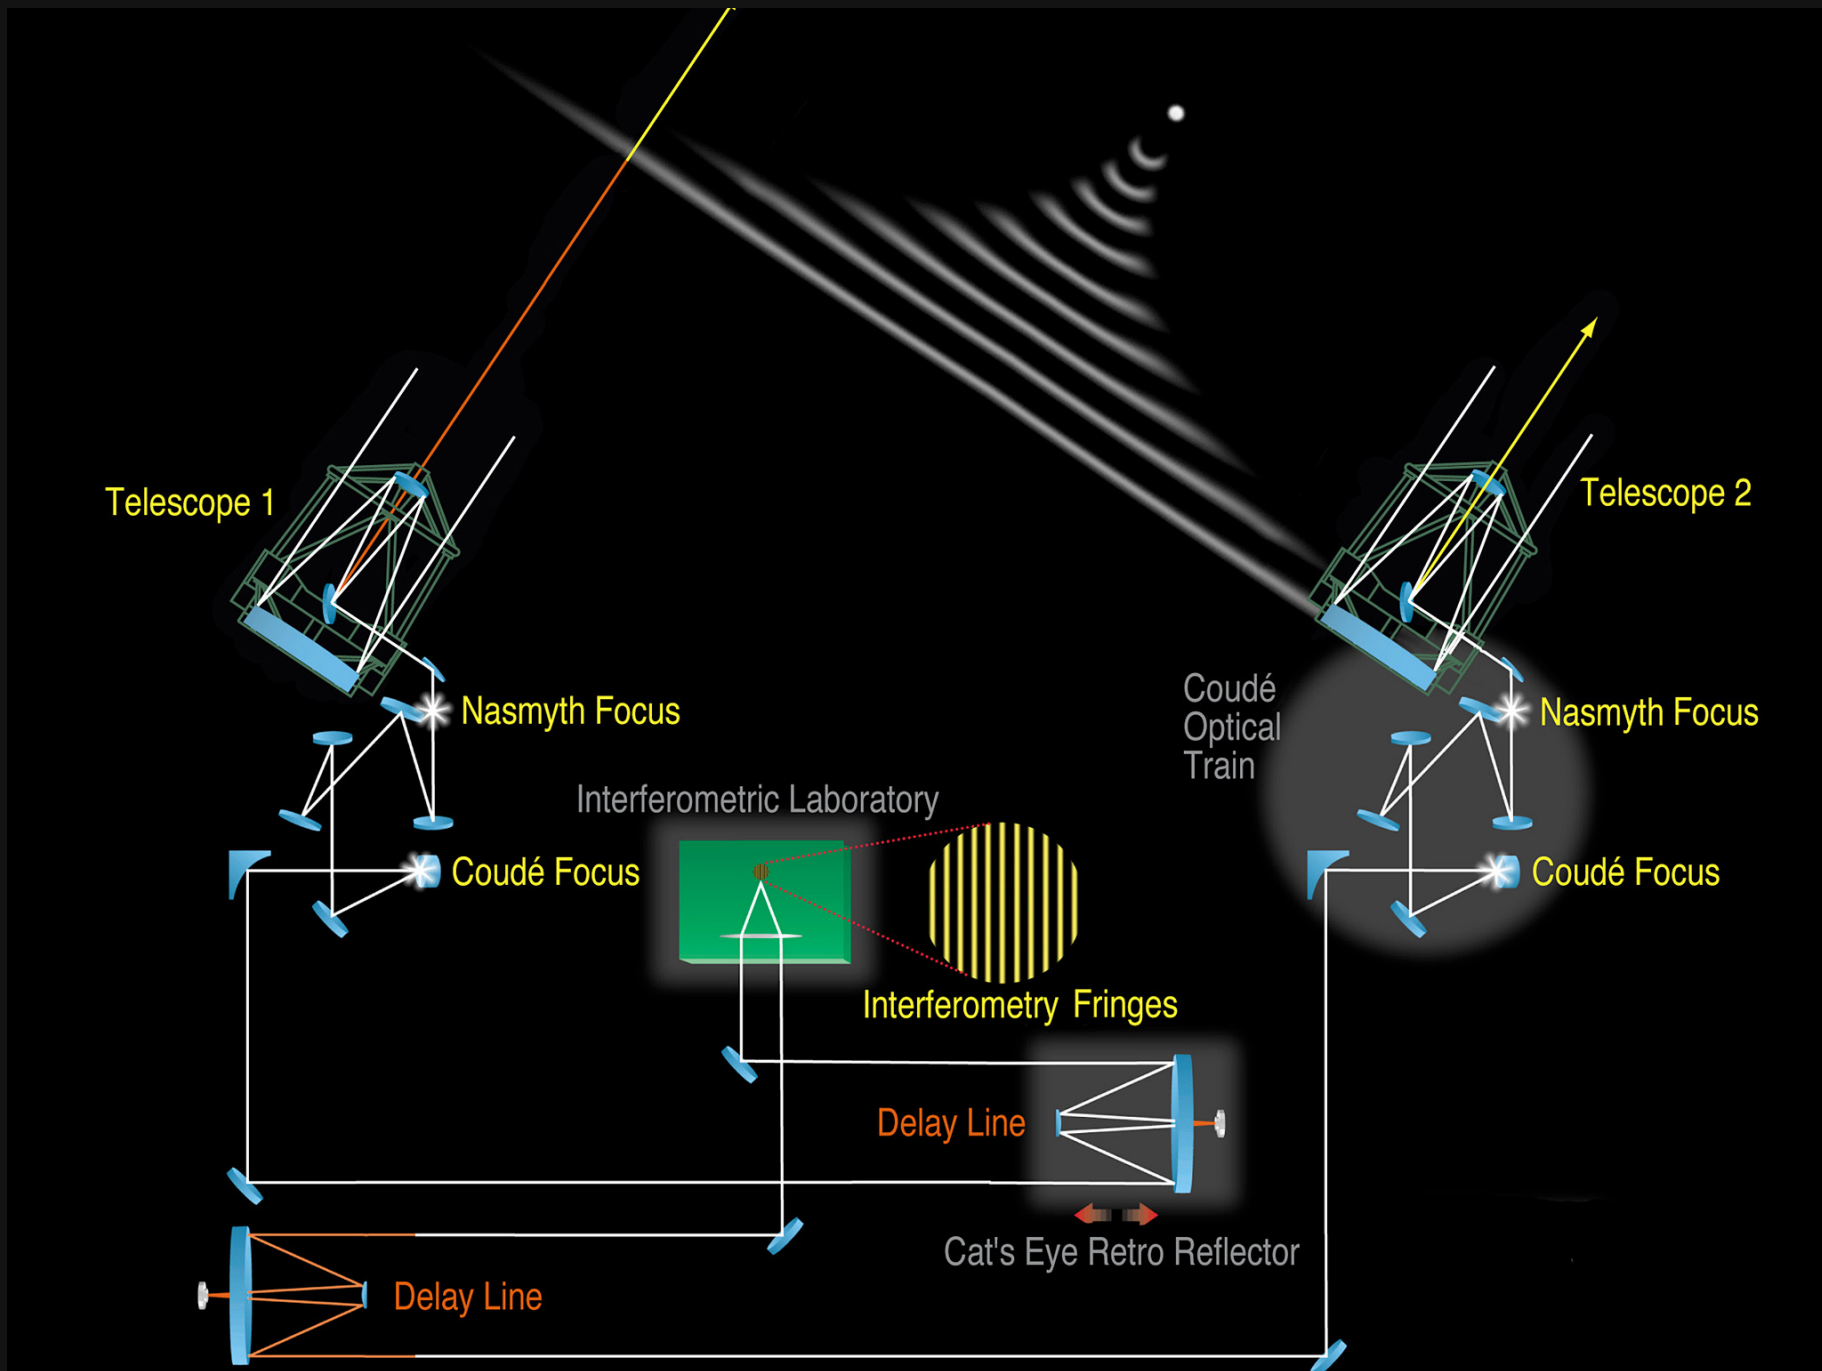 Telescope 1
Telescope 2
Coudé
Optical
Train
Nasmyth Focus
Nasmyth Focus
Interferometric Laboratory
Coudé Focus
Coudé Focus
Interferometry Fringes
Delay Line
Cat's Eye Retro Reflector
Delay Line